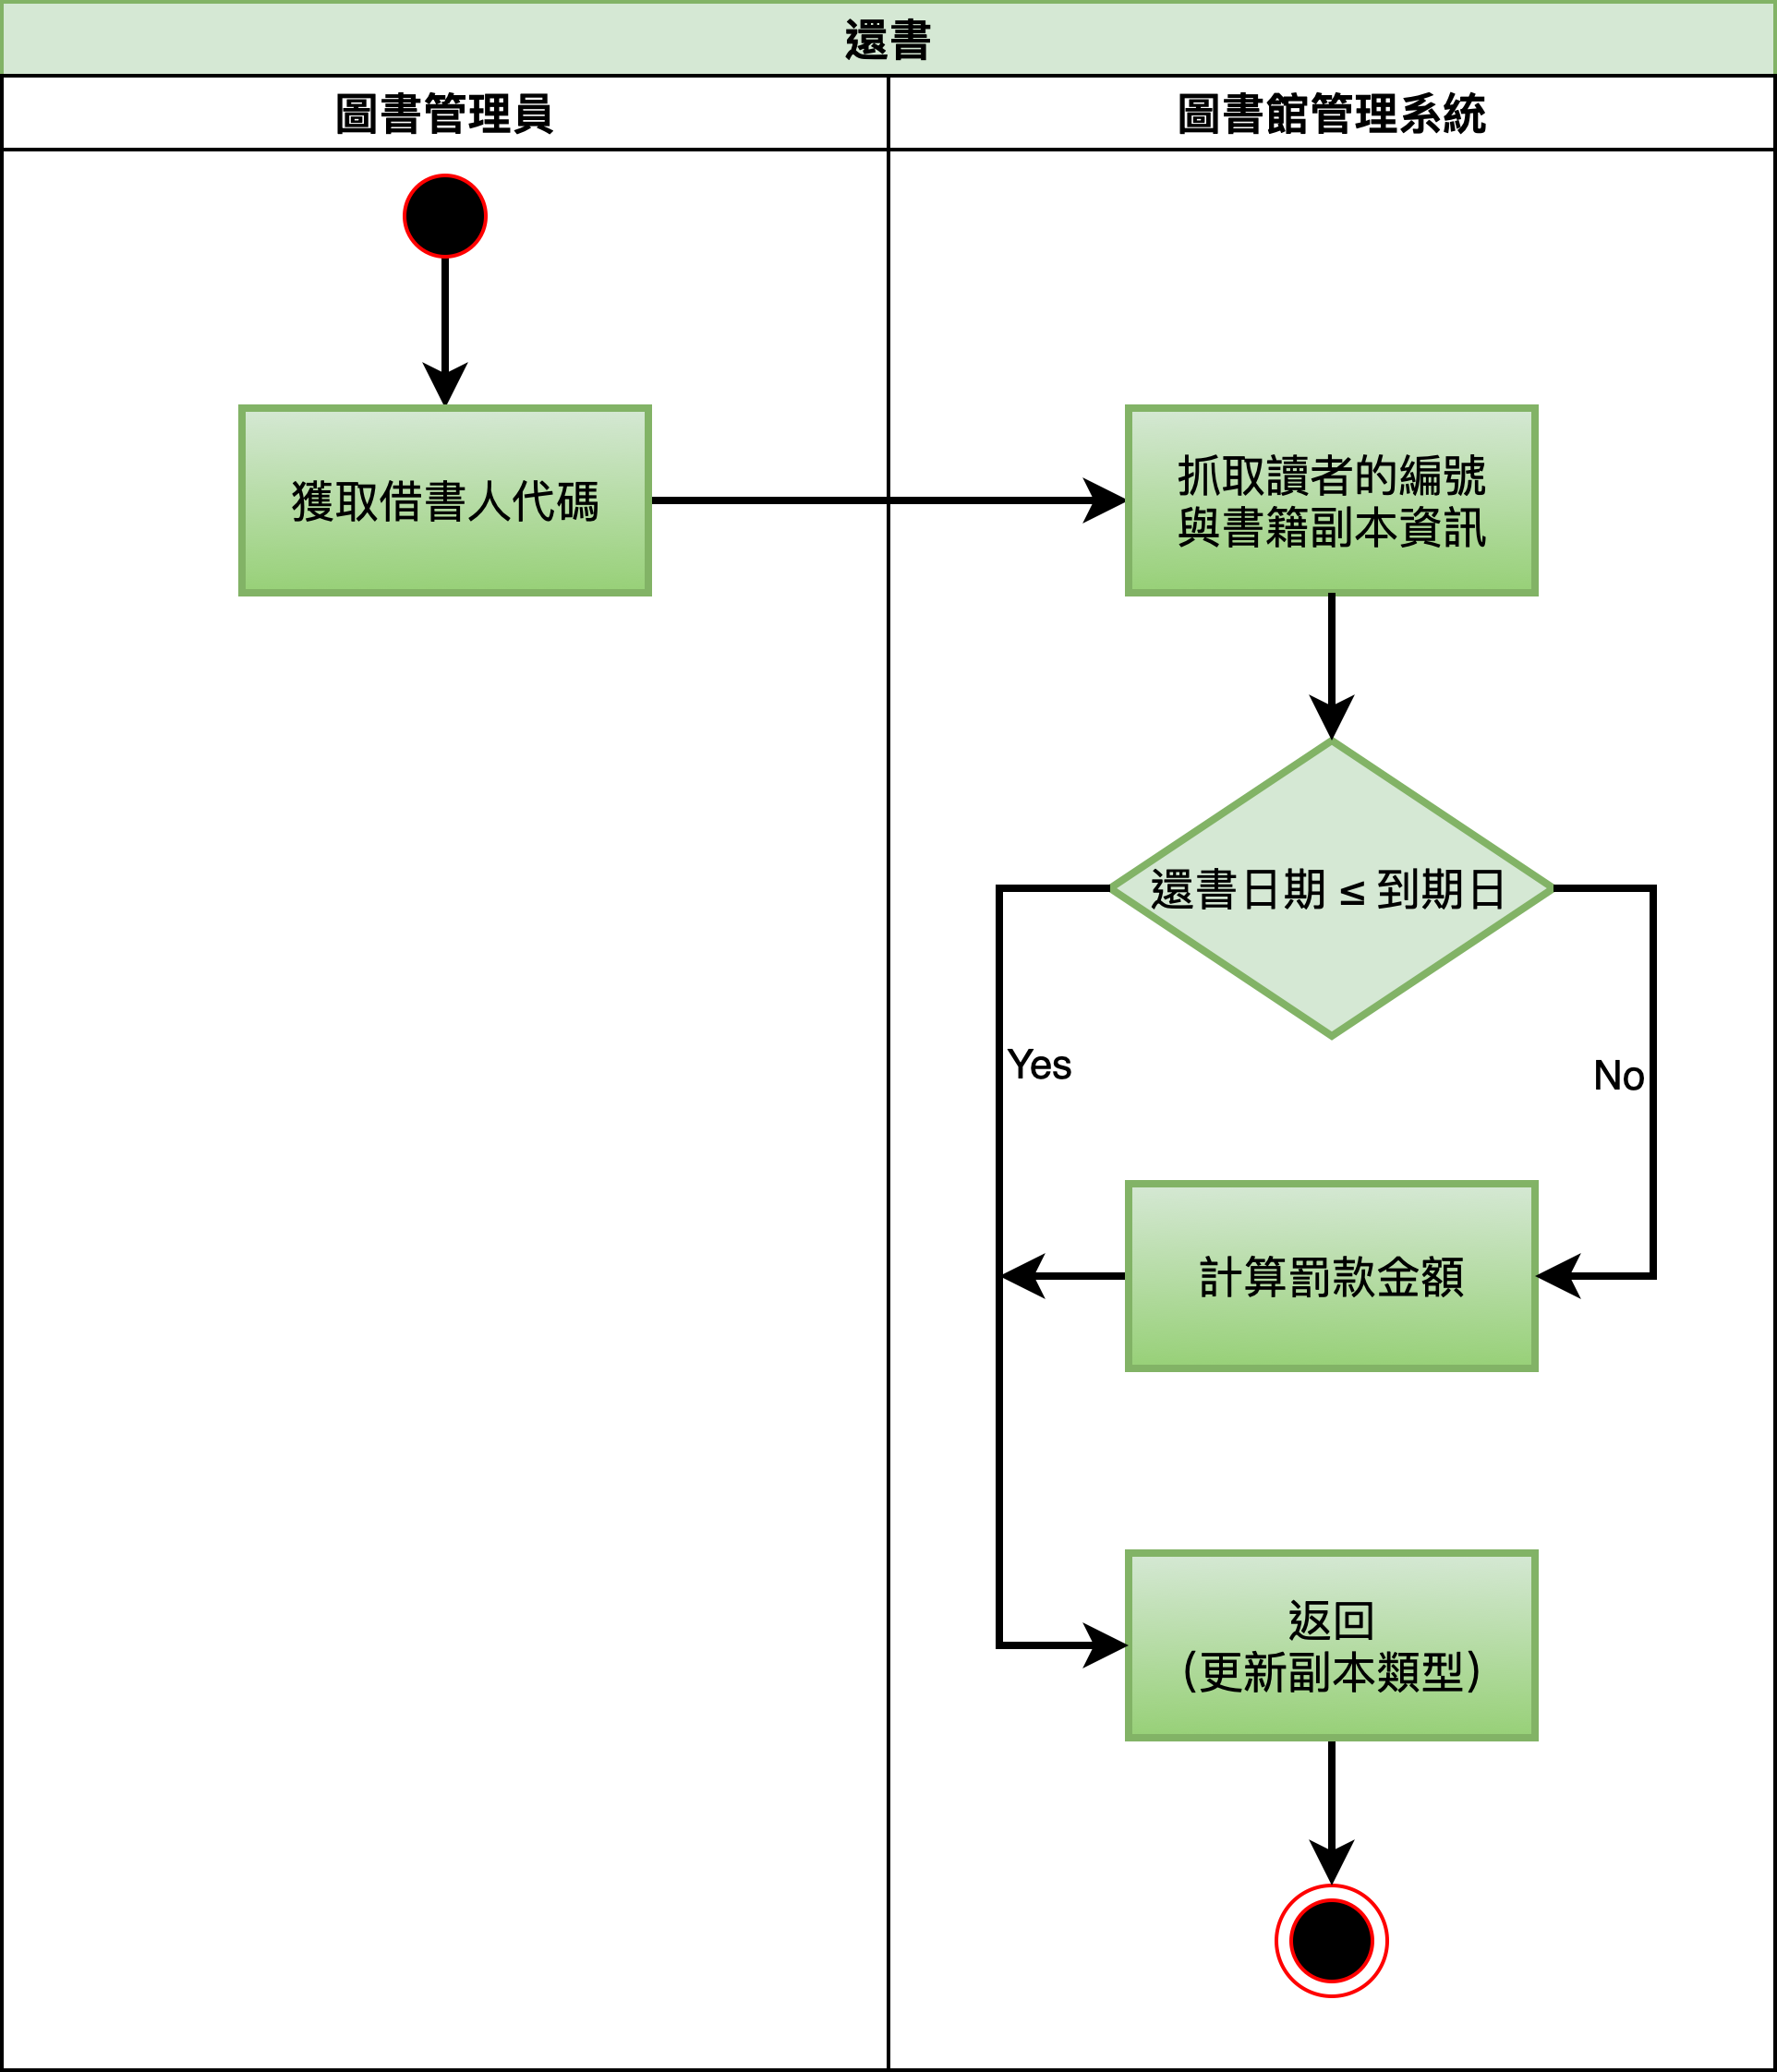 還書
圖書管理員
圖書館管理系統
獲取借書人代碼
抓取讀者的編號
與書籍副本資訊
還書日期 ≤ 到期日
Yes
No
計算罰款金額
返回
(更新副本類型)